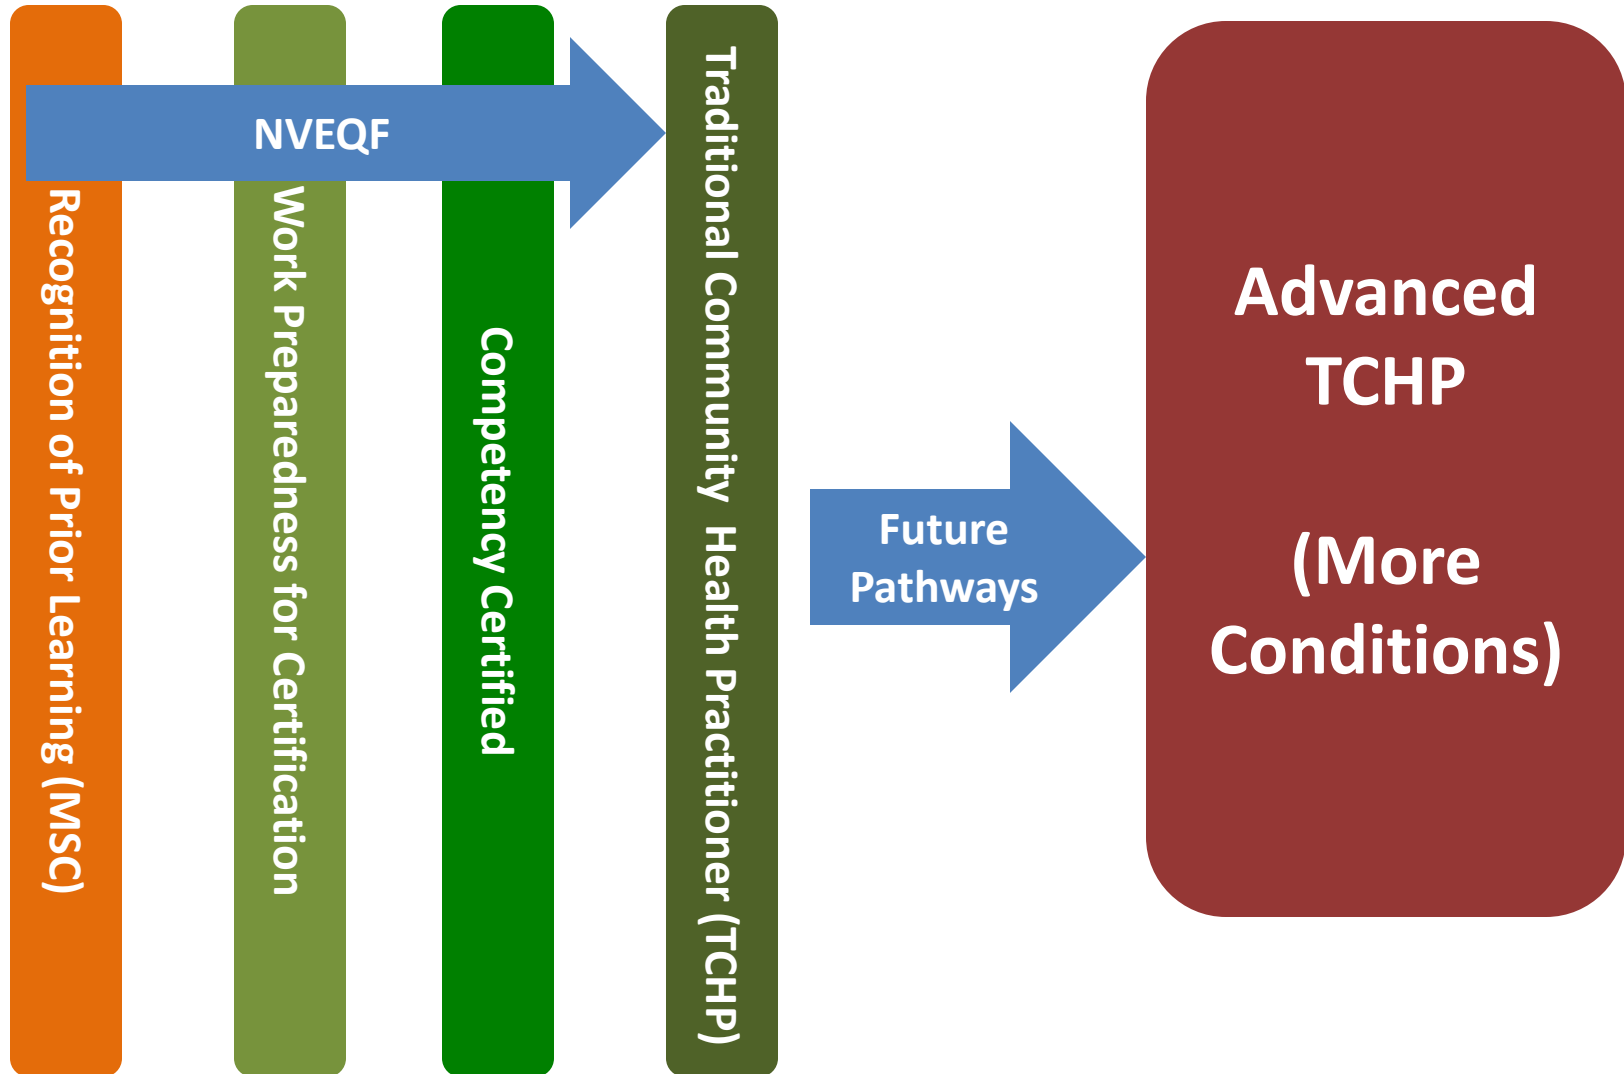 NVEQF
Recognition of Prior Learning (MSC)
Work Preparedness for Certification
Competency Certified
Traditional Community Health Practitioner (TCHP)
Future
Pathways
Advanced
TCHP
(More
Conditions)